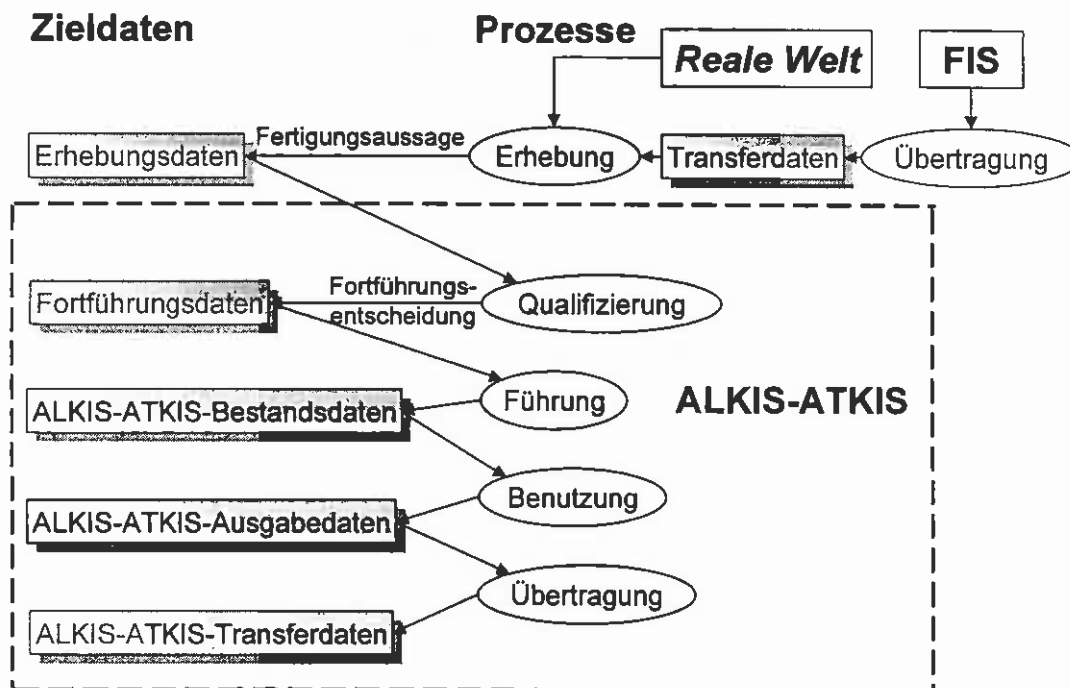 Zieldaten
Prozesse
Reale Welt
FIS
Fertigungsaussage
Erhebungsdaten
Erhebung
Transferdaten
Übertragung
Fortführungs-
entscheidung
Fortführungsdaten
Qualifizierung
Führung
ALKIS-ATKIS
ALKIS-ATKIS-Bestandsdaten
Benutzung
ALKIS-ATKIS-Ausgabedaten
Übertragung
ALKIS-ATKIS-Transferdaten